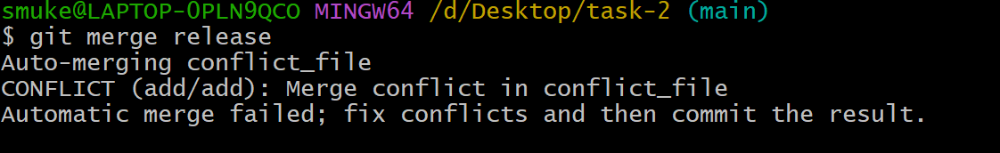 smuke@LAPTOP-0PLN9QCO MINGW64 /d/Desktop/task-2 (main)
$ git merge release
Auto-merging conflict_file
CONFLICT (add/add): Merge conflict in conflict_file
Automatic merge failed; fix conflicts and then commit the result.